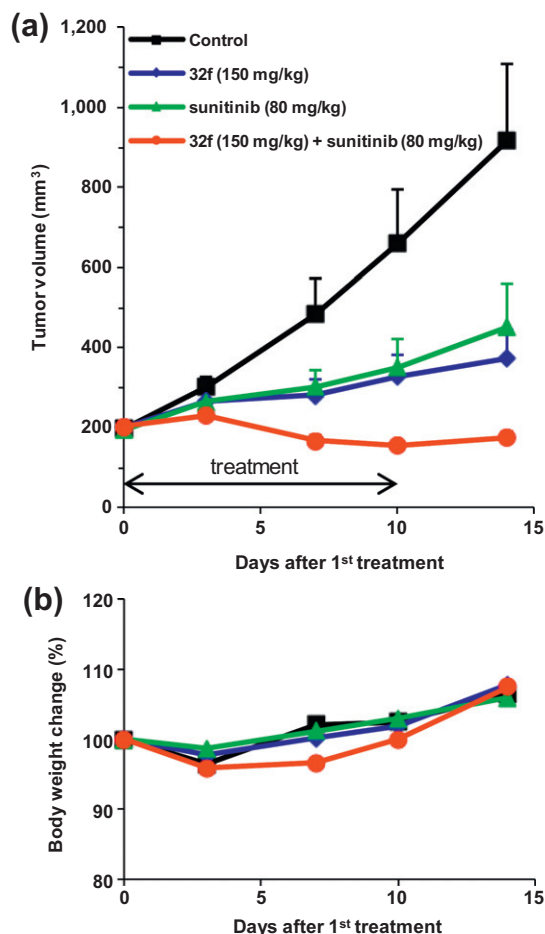 (a)
1,200
1,000
800
600
400
200
0
Tumor volume (mm³)
Control
32f (150 mg/kg)
sunitinib (80 mg/kg)
32f (150 mg/kg) + sunitinib (80 mg/kg)
treatment
0 5 10 15
Days after 1ˢᵗ treatment
(b)
120
110
100
90
80
Body weight change (%)
0 5 10 15
Days after 1ˢᵗ treatment